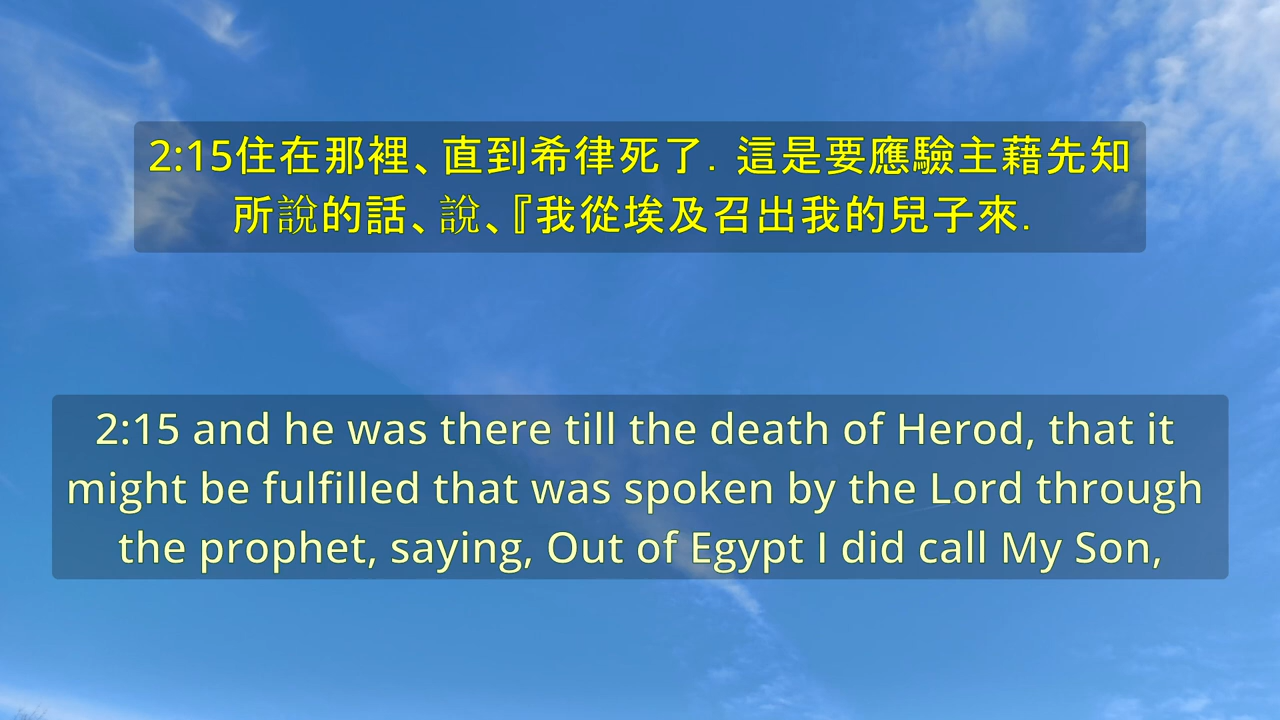 2:15住在那裡、直到希律死了．這是要應驗主藉先知
所說的話、說、『我從埃及召出我的兒子來．
2:15 and he was there till the death of Herod, that it
might be fulfilled that was spoken by the Lord through
the prophet, saying, Out of Egypt I did call My Son,